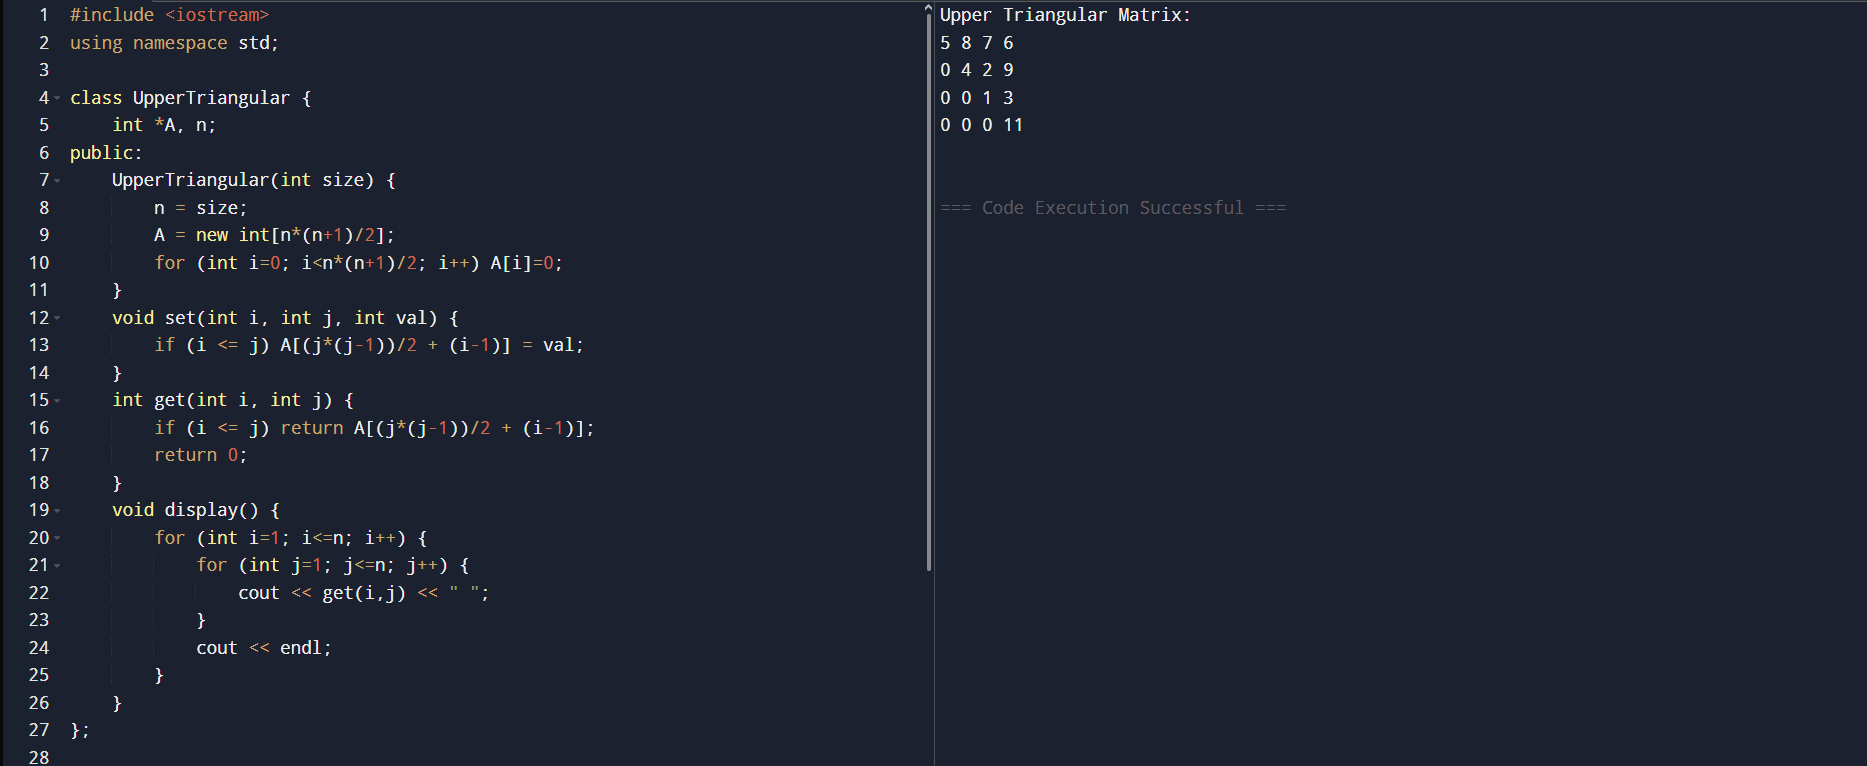 1 #include <iostream>
2 using namespace std;
3
4 class UpperTriangular {
5     int *A, n;
6 public:
7     UpperTriangular(int size) {
8         n = size;
9         A = new int[n*(n+1)/2];
10         for (int i=0; i<n*(n+1)/2; i++) A[i]=0;
11     }
12     void set(int i, int j, int val) {
13         if (i <= j) A[(j*(j-1))/2 + (i-1)] = val;
14     }
15     int get(int i, int j) {
16         if (i <= j) return A[(j*(j-1))/2 + (i-1)];
17         return 0;
18     }
19     void display() {
20         for (int i=1; i<=n; i++) {
21             for (int j=1; j<=n; j++) {
22                 cout << get(i,j) << " ";
23             }
24             cout << endl;
25         }
26     }
27 };
28
Upper Triangular Matrix:
5 8 7 6
0 4 2 9
0 0 1 3
0 0 0 11
=== Code Execution Successful ===